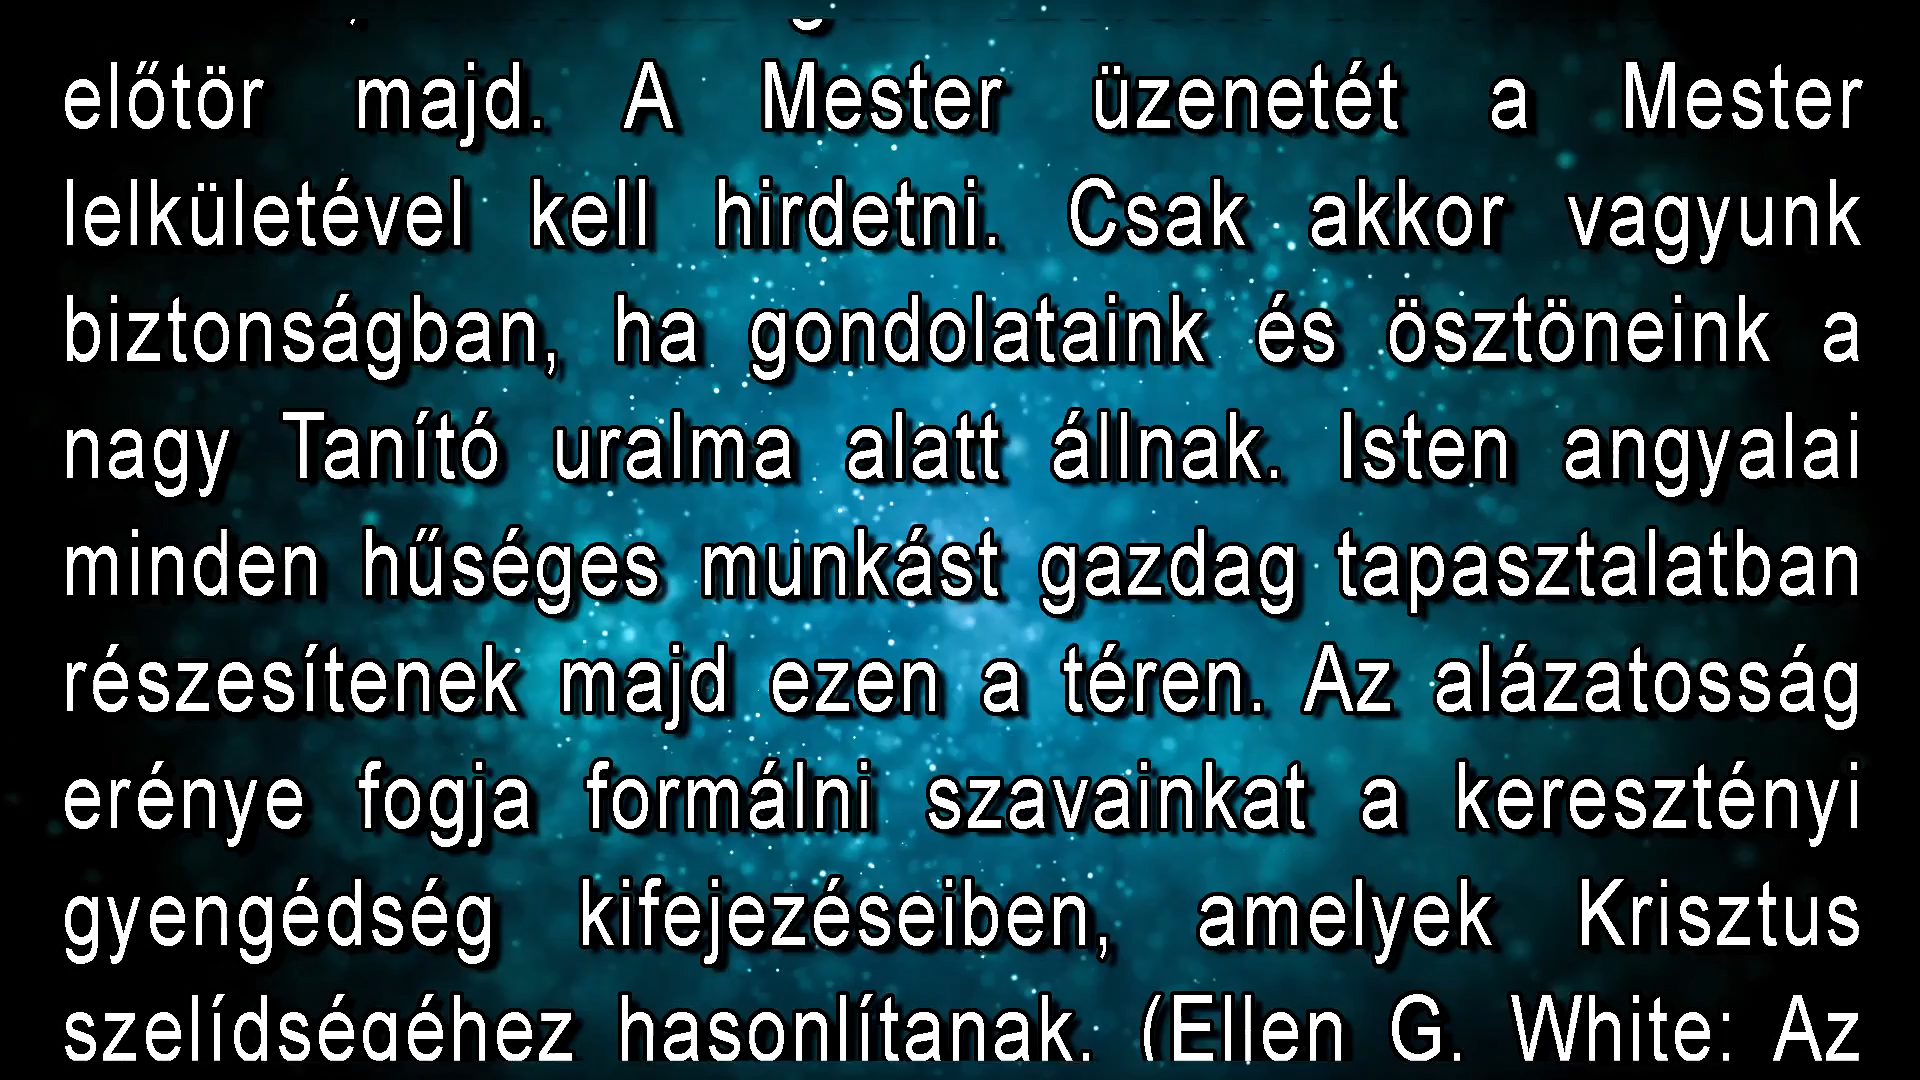 előtör majd. A Mester üzenetét a Mester
lelkületével kell hirdetni. Csak akkor vagyunk
biztonságban, ha gondolataink és ösztöneink a
nagy Tanító uralma alatt állnak. Isten angyalai
minden hűséges munkást gazdag tapasztalatban
részesítenek majd ezen a téren. Az alázatosság
erénye fogja formálni szavainkat a keresztényi
gyengédség kifejezéseiben, amelyek Krisztus
szelídségéhez hasonlítanak. (Ellen G. White: Az